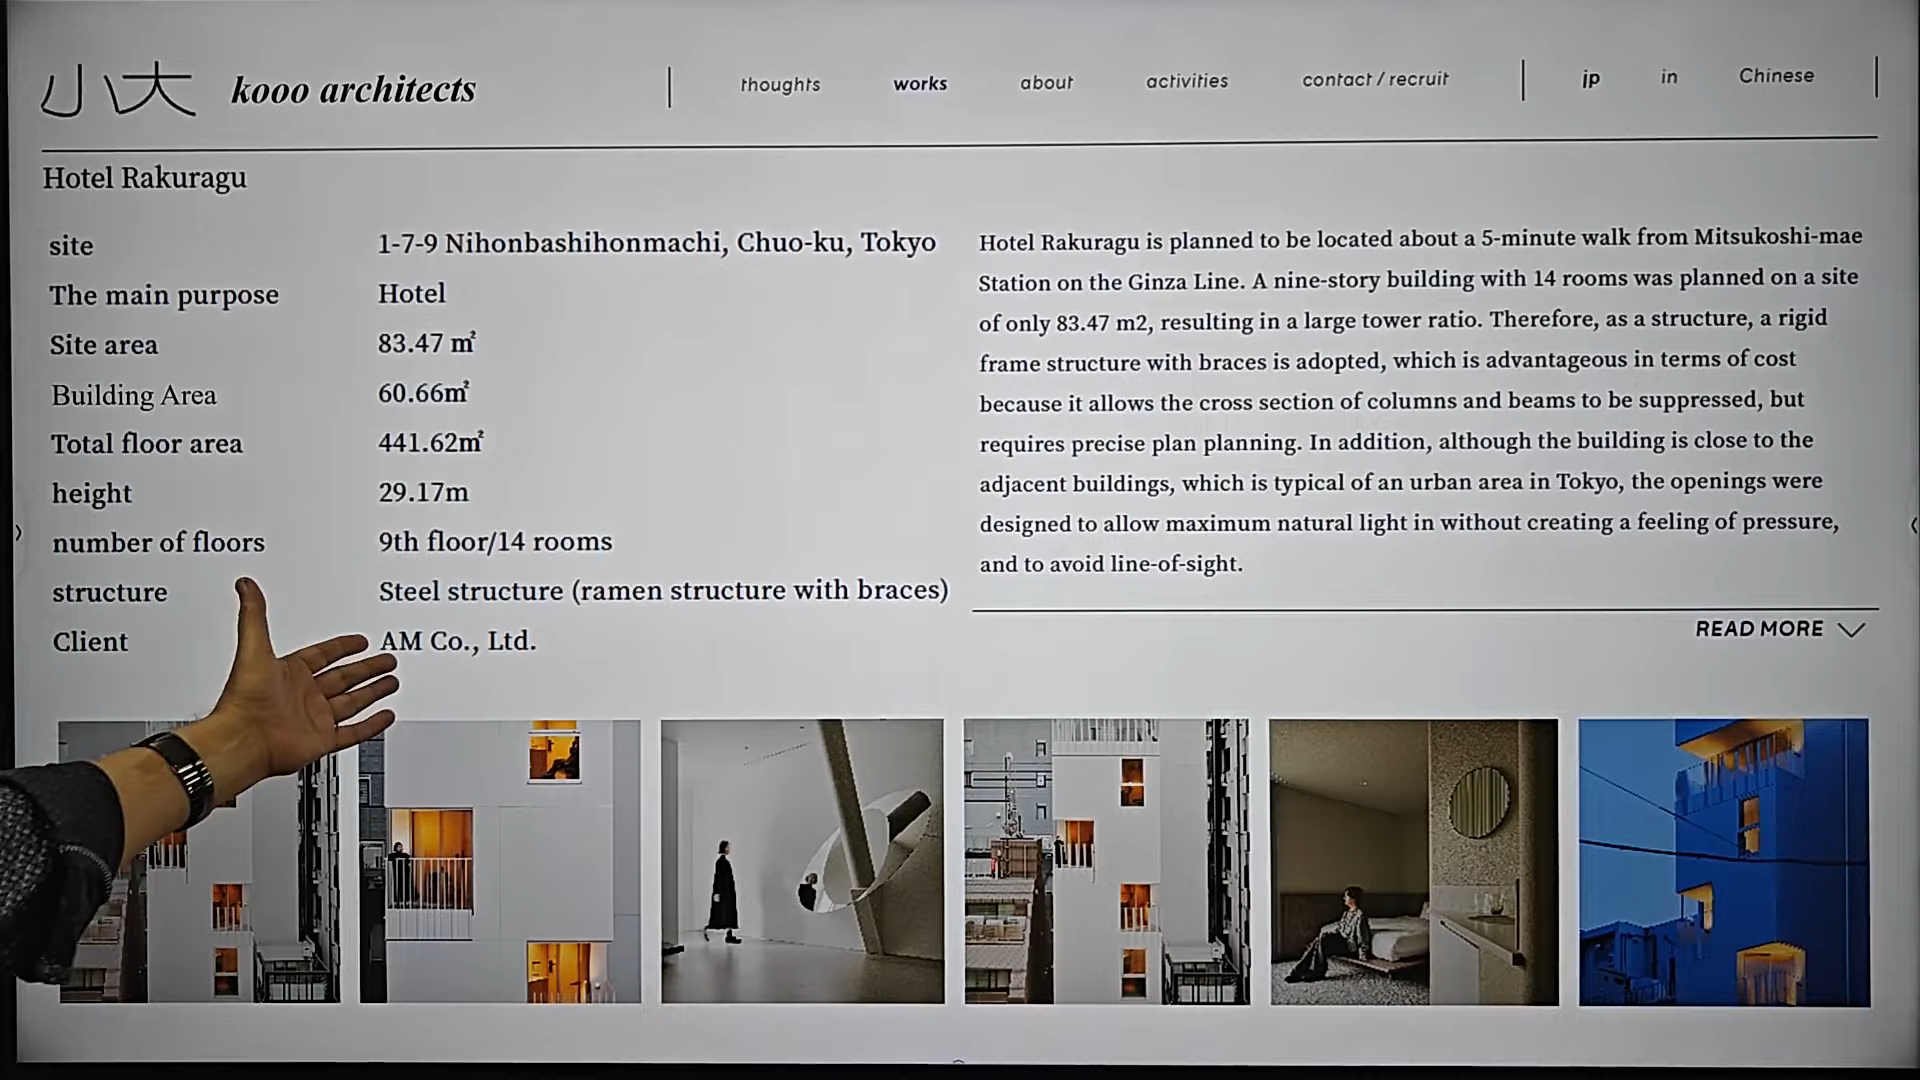 小大 kooo architects
thoughts works about activities contact / recruit jp in Chinese
Hotel Rakuragu
site 1-7-9 Nihonbashihonmachi, Chuo-ku, Tokyo
The main purpose Hotel
Site area 83.47 ㎡
Building Area 60.66㎡
Total floor area 441.62㎡
height 29.17m
number of floors 9th floor/14 rooms
structure Steel structure (ramen structure with braces)
Client AM Co., Ltd.
Hotel Rakuragu is planned to be located about a 5-minute walk from Mitsukoshi-mae
Station on the Ginza Line. A nine-story building with 14 rooms was planned on a site
of only 83.47 m2, resulting in a large tower ratio. Therefore, as a structure, a rigid
frame structure with braces is adopted, which is advantageous in terms of cost
because it allows the cross section of columns and beams to be suppressed, but
requires precise plan planning. In addition, although the building is close to the
adjacent buildings, which is typical of an urban area in Tokyo, the openings were
designed to allow maximum natural light in without creating a feeling of pressure,
and to avoid line-of-sight.
READ MORE